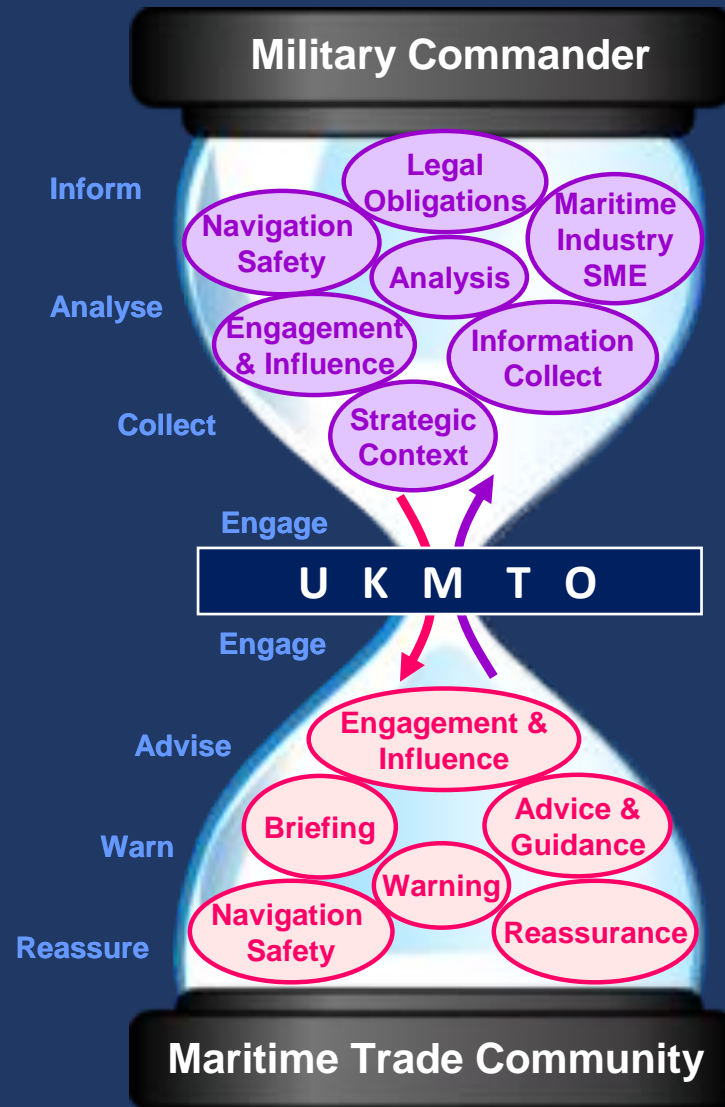 Military Commander
Inform
Legal
Obligations
Maritime
Industry
SME
Navigation
Safety
Analysis
Analyse
Engagement
& Influence
Information
Collect
Collect
Strategic
Context
Engage
U K M T O
Engage
Advise
Engagement &
Influence
Warn
Briefing
Advice &
Guidance
Warning
Reassure
Navigation
Safety
Reassurance
Maritime Trade Community